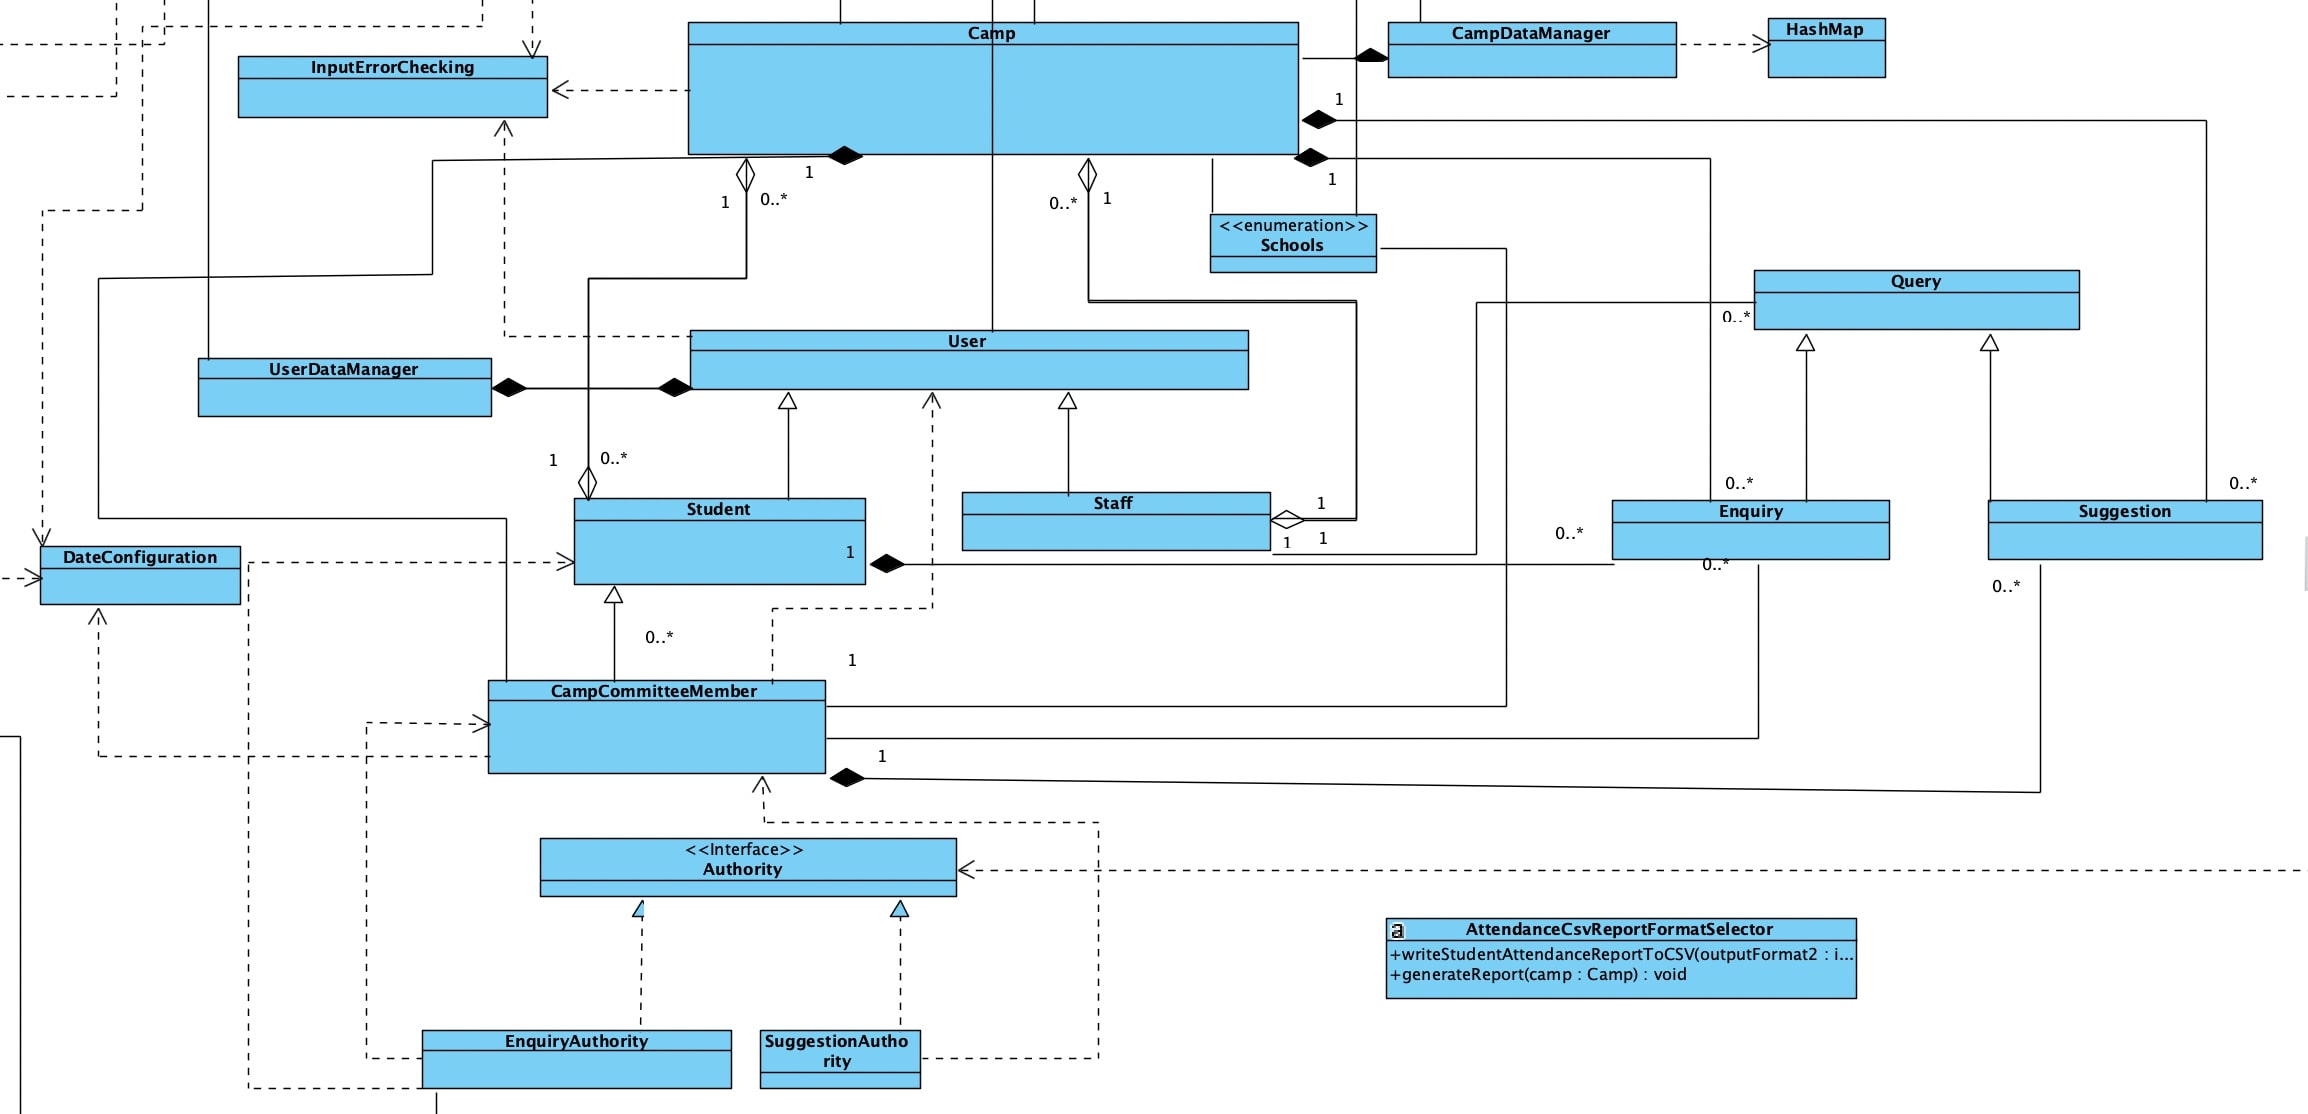 Camp
CampDataManager
HashMap
InputErrorChecking
1
1
1
1
0..*
0..*
1
<<enumeration>>
Schools
Query
0..*
User
UserDataManager
1
0..*
0..*
0..*
Student
Staff
1
Enquiry
Suggestion
0..*
1
1
1
DateConfiguration
0..*
0..*
0..*
1
CampCommitteeMember
1
<<Interface>>
Authority
a
AttendanceCsvReportFormatSelector
+writeStudentAttendanceReportToCSV(outputFormat2 : i...
+generateReport(camp : Camp) : void
EnquiryAuthority
SuggestionAutho
rity